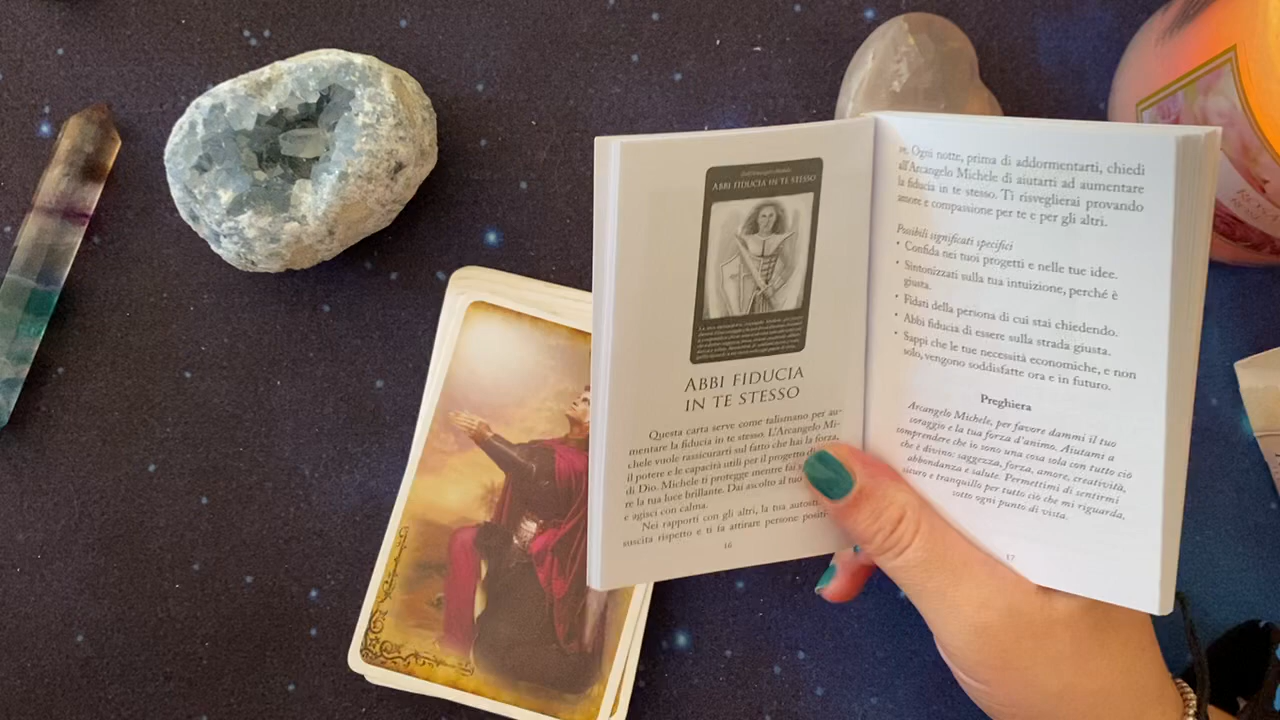 ABBI FIDUCIA IN TE STESSO
ABBI FIDUCIA
IN TE STESSO
Questa carta serve come talismano per au-
mentare la fiducia in te stesso. L'Arcangelo Mi-
chele vuole rassicurarti sul fatto che hai la forza,
il potere e le capacità utili per il progetto
di Dio. Michele ti protegge mentre fai
re la tua luce brillante. Dai ascolto al tuo
e agisci con calma.
Nei rapporti con gli altri, la tua
suscita rispetto e ti fa attirare persone positi-
16
ve. Ogni notte, prima di addormentarti, chiedi
all'Arcangelo Michele di aiutarti ad aumentare
la fiducia in te stesso. Ti risveglierai provando
amore e compassione per te e per gli altri.
Possibili significati specifici
• Confida nei tuoi progetti e nelle tue idee.
• Sintonizzati sulla tua intuizione, perché è
giusta.
• Fidati della persona di cui stai chiedendo.
• Abbi fiducia di essere sulla strada giusta.
• Sappi che le tue necessità economiche, e non
solo, vengono soddisfatte ora e in futuro.
Preghiera
Arcangelo Michele, per favore dammi il tuo
coraggio e la tua forza d'animo. Aiutami a
comprendere che io sono una cosa sola con tutto ciò
che è divino: saggezza, forza, amore, creatività,
abbondanza e salute. Permettimi di sentirmi
sicuro e tranquillo per tutto ciò che mi riguarda,
sotto ogni punto di vista.
17